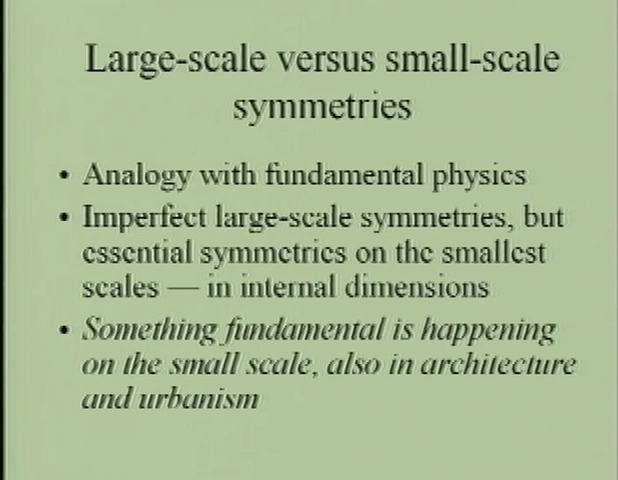 Large-scale versus small-scale
symmetries
• Analogy with fundamental physics
• Imperfect large-scale symmetries, but
essential symmetries on the smallest
scales — in internal dimensions
• Something fundamental is happening
on the small scale, also in architecture
and urbanism